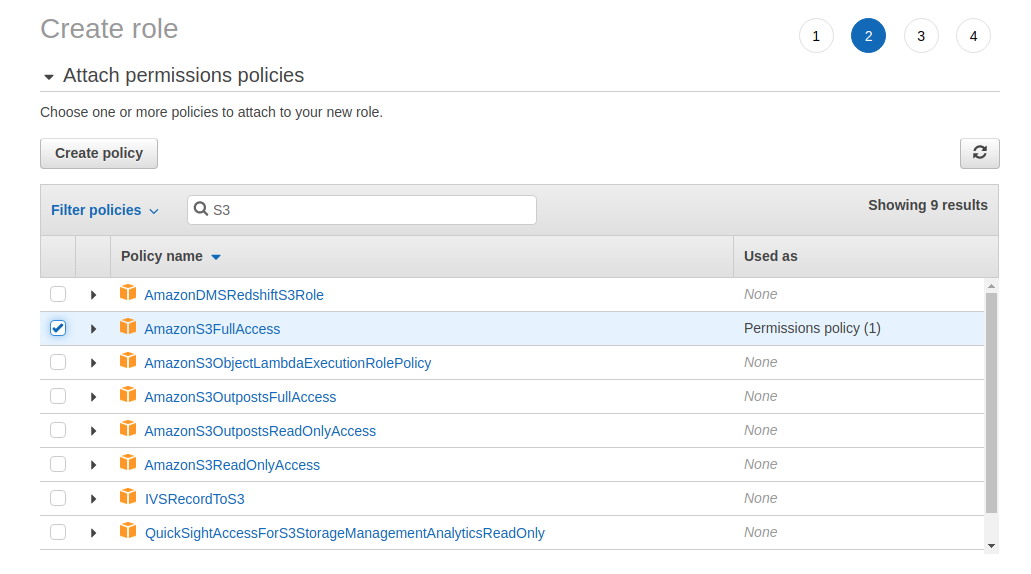 Create role
1 2 3 4
Attach permissions policies
Choose one or more policies to attach to your new role.
Create policy
Filter policies S3 Showing 9 results
Policy name Used as
AmazonDMSRedshiftS3Role None
AmazonS3FullAccess Permissions policy (1)
AmazonS3ObjectLambdaExecutionRolePolicy None
AmazonS3OutpostsFullAccess None
AmazonS3OutpostsReadOnlyAccess None
AmazonS3ReadOnlyAccess None
IVSRecordToS3 None
QuickSightAccessForS3StorageManagementAnalyticsReadOnly None